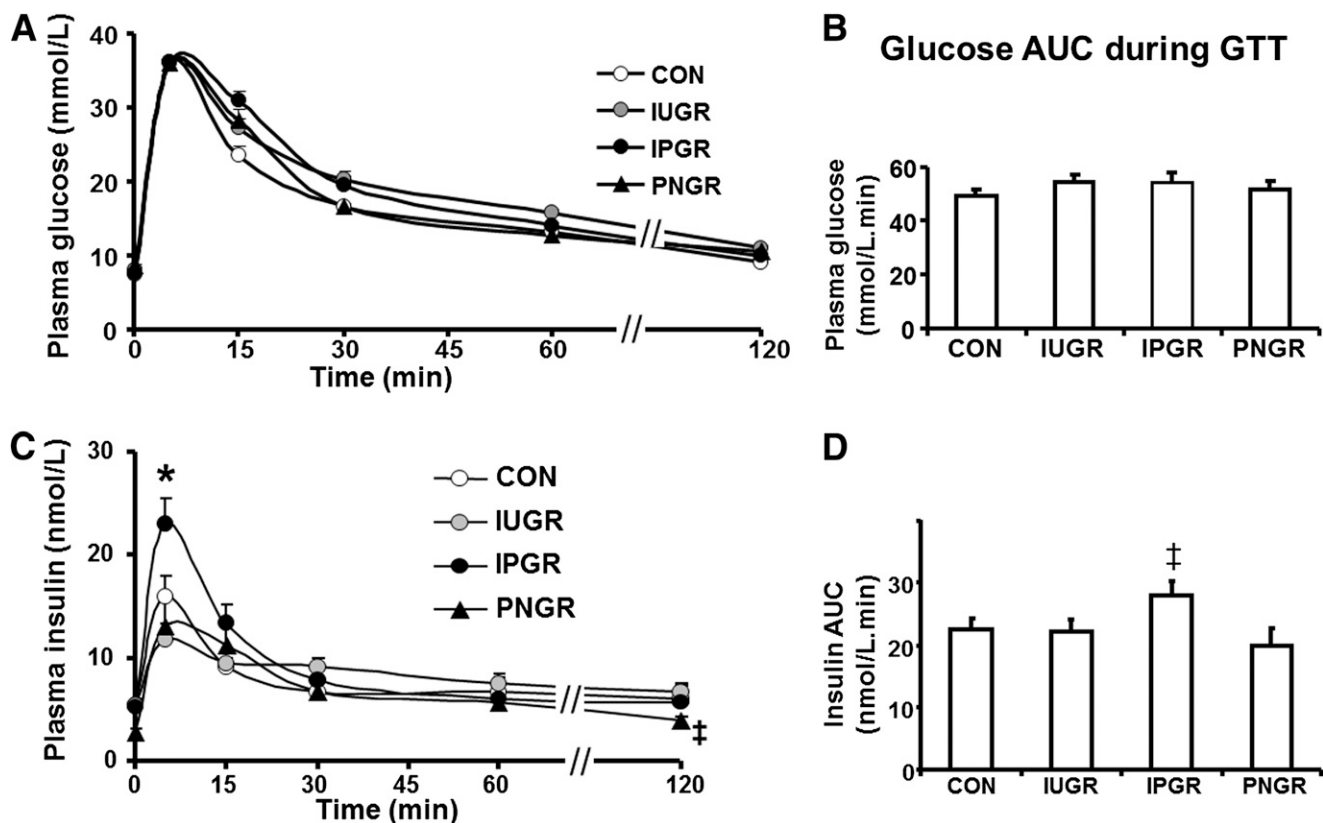 A
Plasma glucose (mmol/L)
40
30
20
10
0
0 15 30 45 60 // 120
//
Time (min)
CON
IUGR
IPGR
PNGR
B
Glucose AUC during GTT
Plasma glucose
(mmol/L.min)
60
40
20
0
CON IUGR IPGR PNGR
C
Plasma insulin (nmol/L)
30
20
10
0
*
‡
0 15 30 45 60 // 120
//
Time (min)
CON
IUGR
IPGR
PNGR
D
Insulin AUC
(nmol/L.min)
30
20
10
0
‡
CON IUGR IPGR PNGR